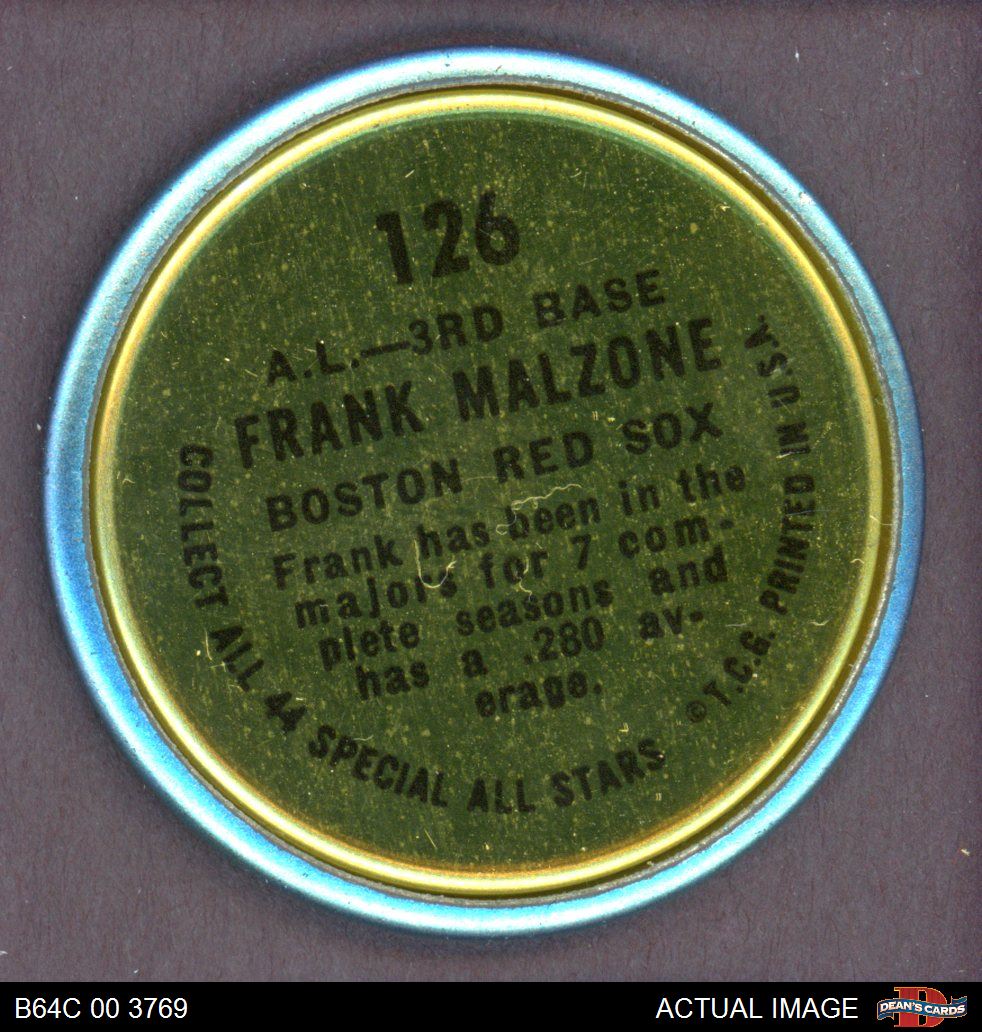 126
A.L.—3RD BASE
FRANK MALZONE
BOSTON RED SOX
Frank has been in the
majors for 7 com-
plete seasons and
has a .280 av-
erage.
COLLECT ALL 44 SPECIAL ALL STARS
© T.C.G. PRINTED IN U.S.A.
B64C 00 3769
ACTUAL IMAGE
DEAN'S CARDS